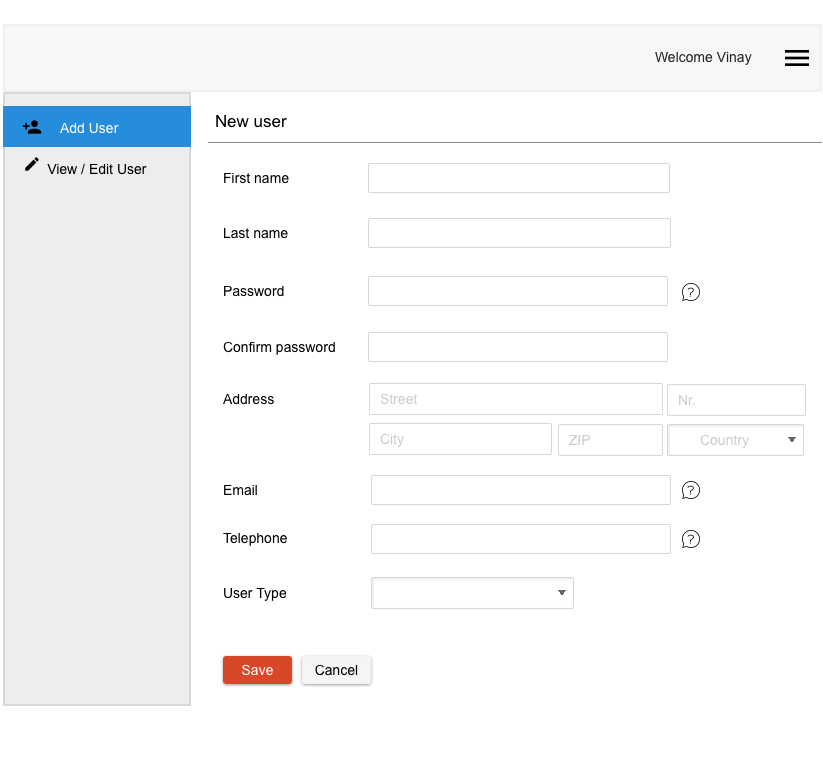 Welcome Vinay
Add User
View / Edit User
New user
First name
Last name
Password
?
Confirm password
Address
Street
Nr.
City
ZIP
Country
Email
?
Telephone
?
User Type
Save
Cancel